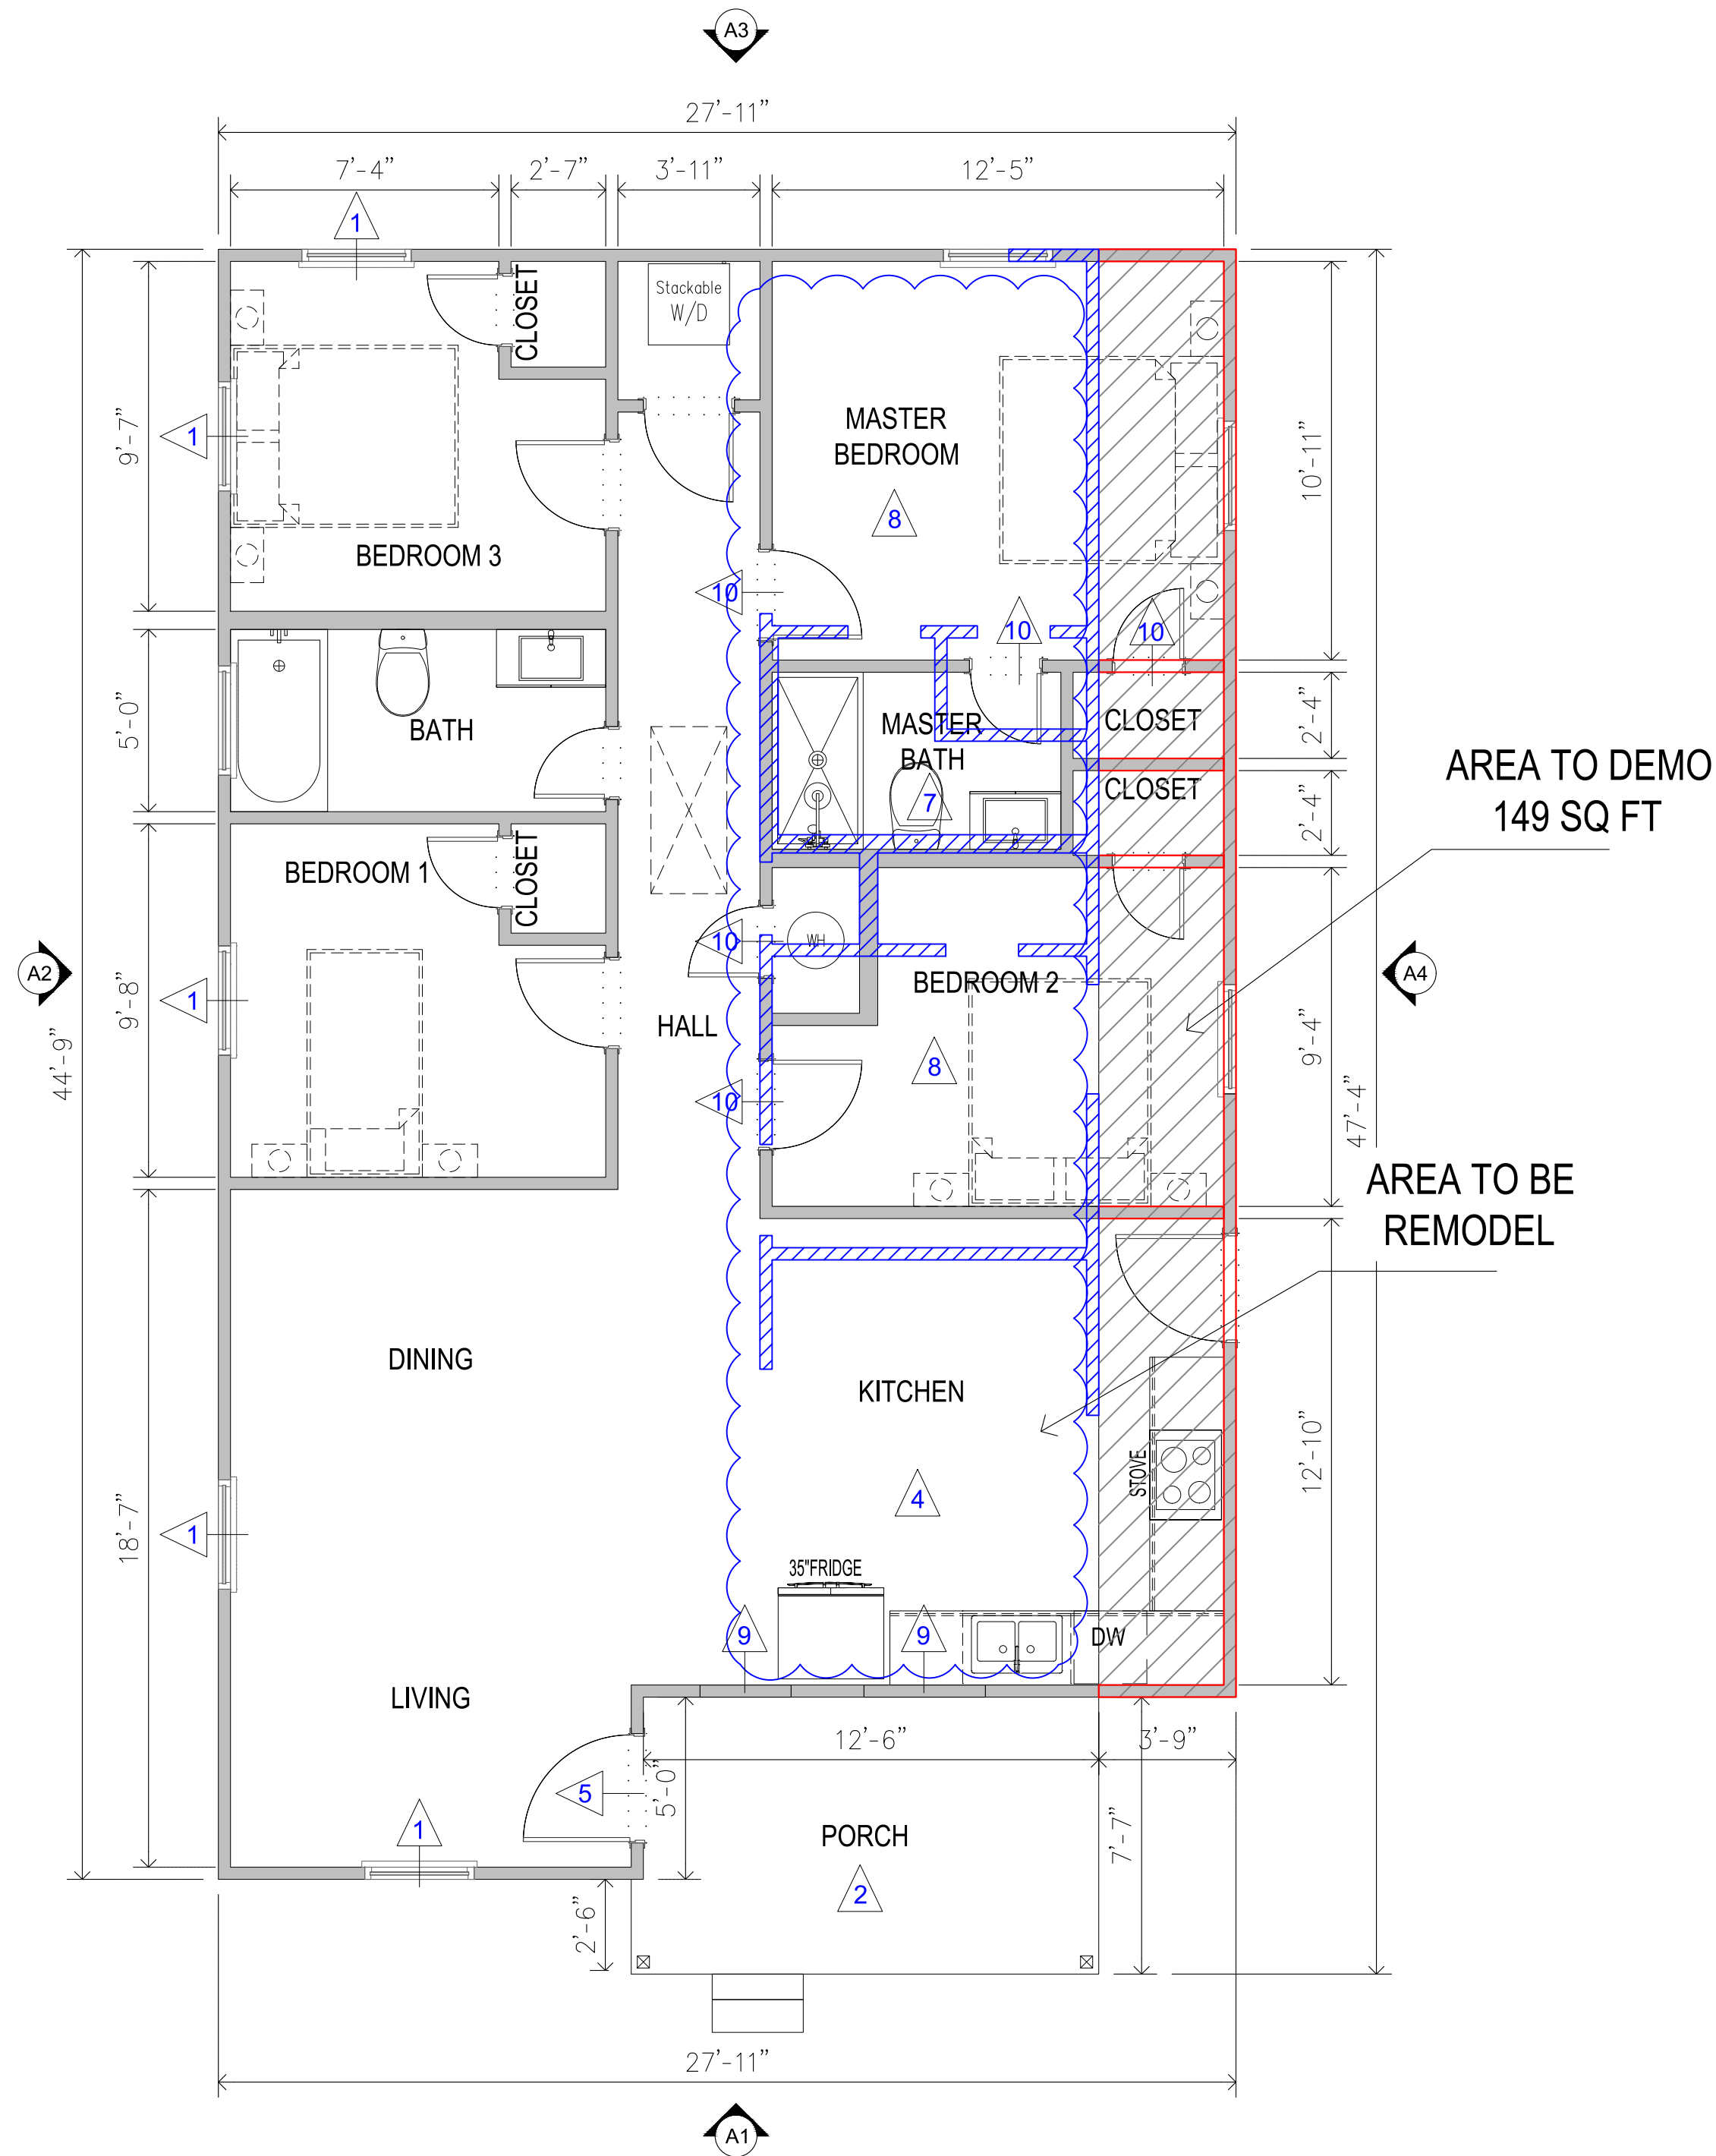 A3
27’-11”
7’-4”
2’-7”
3’-11”
12’-5”
1
CLOSET
Stackable
W/D
MASTER
BEDROOM
1
9’-7”
10’-11”
8
BEDROOM 3
10
10
10
5’-0”
BATH
MASTER
BATH
CLOSET
2’-4”
7
CLOSET
2’-4”
AREA TO DEMO
149 SQ FT
BEDROOM 1
CLOSET
10
WH
A2
A4
BEDROOM 2
1
9’-8”
44’-9”
HALL
9’-4”
8
10
47’-4”
AREA TO BE
REMODEL
DINING
KITCHEN
12’-10”
STOVE
4
1
18’-7”
35"FRIDGE
9
9
DW
LIVING
12’-6”
3’-9”
5
5’-0”
1
PORCH
7’-7”
2
2’-6”
27’-11”
A1